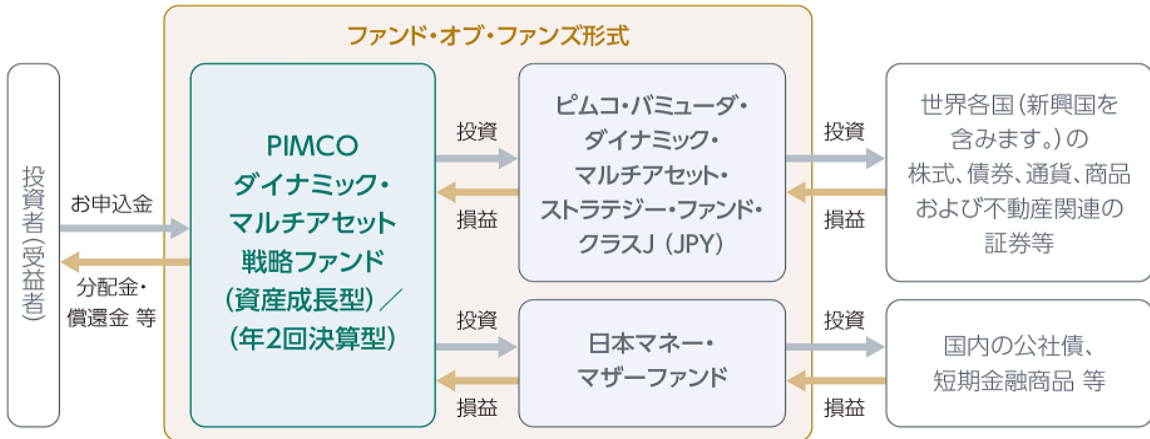 ファンド・オブ・ファンズ形式
投資者(受益者)
お申込金
分配金・
償還金 等
PIMCO
ダイナミック・
マルチアセット
戦略ファンド
(資産成長型)／
(年2回決算型)
投資
損益
ピムコ・バミューダ・
ダイナミック・
マルチアセット・
ストラテジー・ファンド・
クラスJ (JPY)
投資
損益
世界各国(新興国を
含みます。)の
株式、債券、通貨、商品
および不動産関連の
証券等
投資
損益
日本マネー・
マザーファンド
投資
損益
国内の公社債、
短期金融商品 等